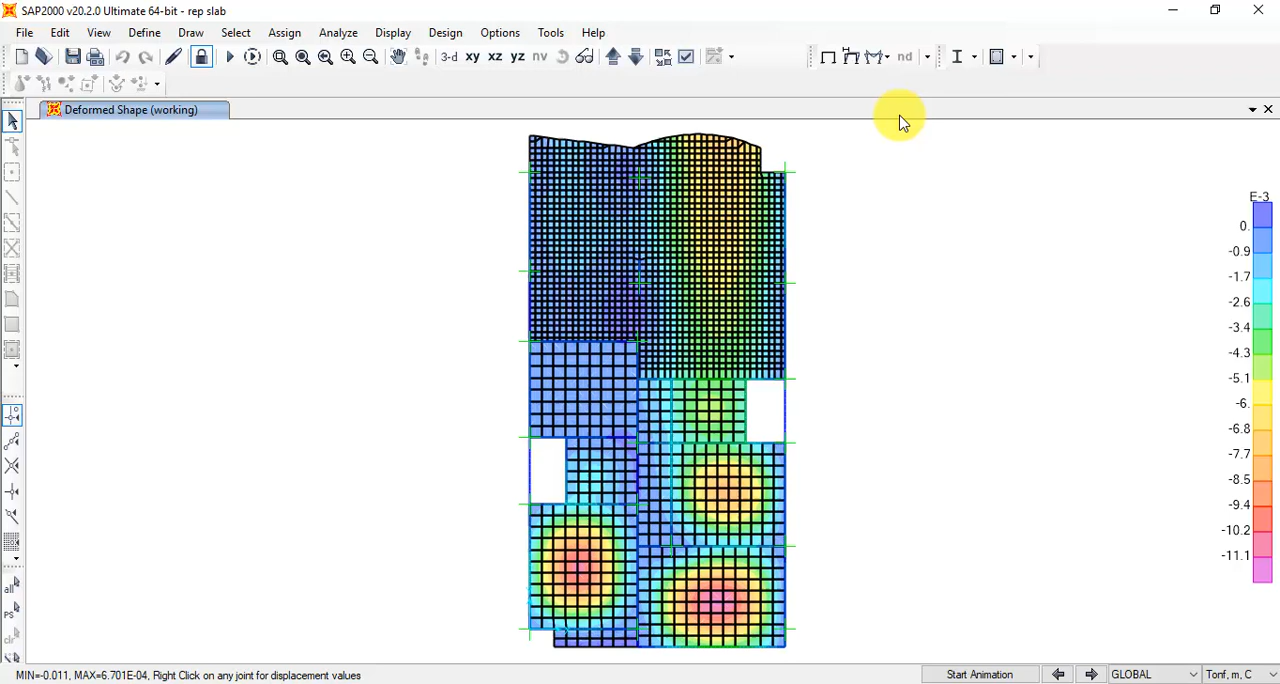 SAP2000 v20.2.0 Ultimate 64-bit - rep slab
File Edit View Define Draw Select Assign Analyze Display Design Options Tools Help
3-d xy xz yz nv nd
Deformed Shape (working)
E-3
0.
-0.9
-1.7
-2.6
-3.4
-4.3
-5.1
-6.
-6.8
-7.7
-8.5
-9.4
-10.2
-11.1
all
PS
clr
MIN=-0.011, MAX=6.701E-04, Right Click on any joint for displacement values
Start Animation
GLOBAL
Tonf, m, C